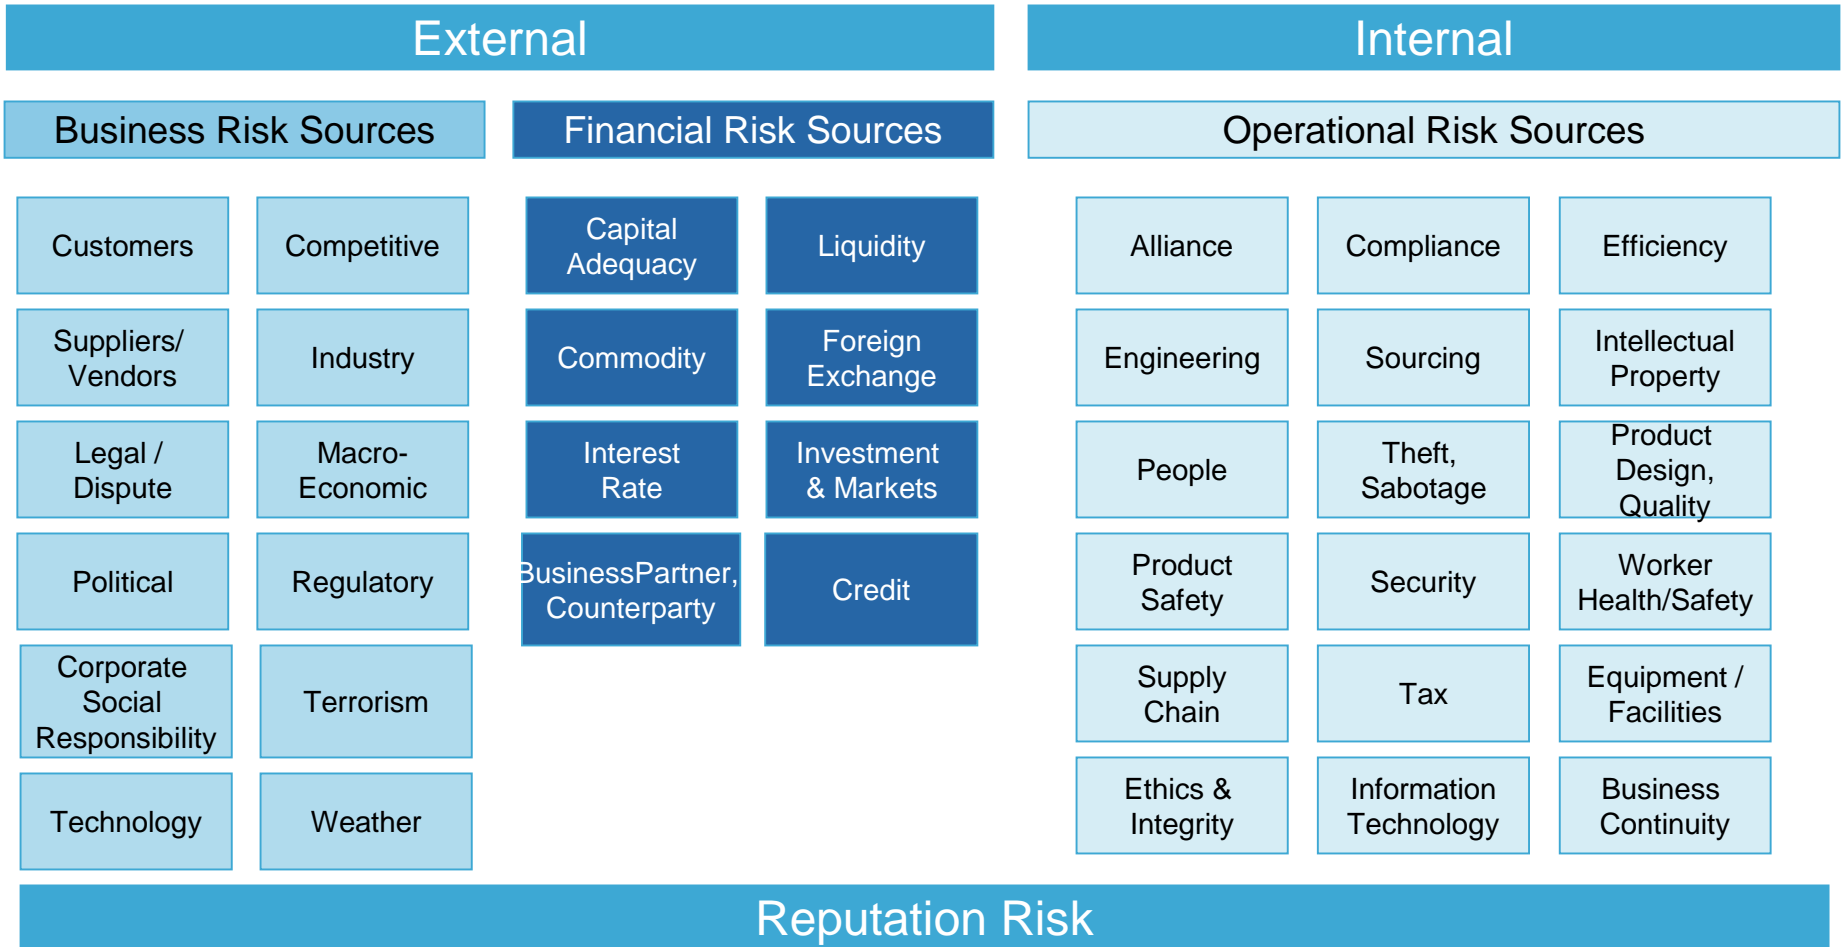 External
Internal
Business Risk Sources
Financial Risk Sources
Operational Risk Sources
Customers
Competitive
Capital
Adequacy
Liquidity
Alliance
Compliance
Efficiency
Suppliers/
Vendors
Industry
Commodity
Foreign
Exchange
Engineering
Sourcing
Intellectual
Property
Legal /
Dispute
Macro-
Economic
Interest
Rate
Investment
& Markets
People
Theft,
Sabotage
Product
Design,
Quality
Political
Regulatory
BusinessPartner,
Counterparty
Credit
Product
Safety
Security
Worker
Health/Safety
Corporate
Social
Responsibility
Terrorism
Supply
Chain
Tax
Equipment /
Facilities
Technology
Weather
Ethics &
Integrity
Information
Technology
Business
Continuity
Reputation Risk